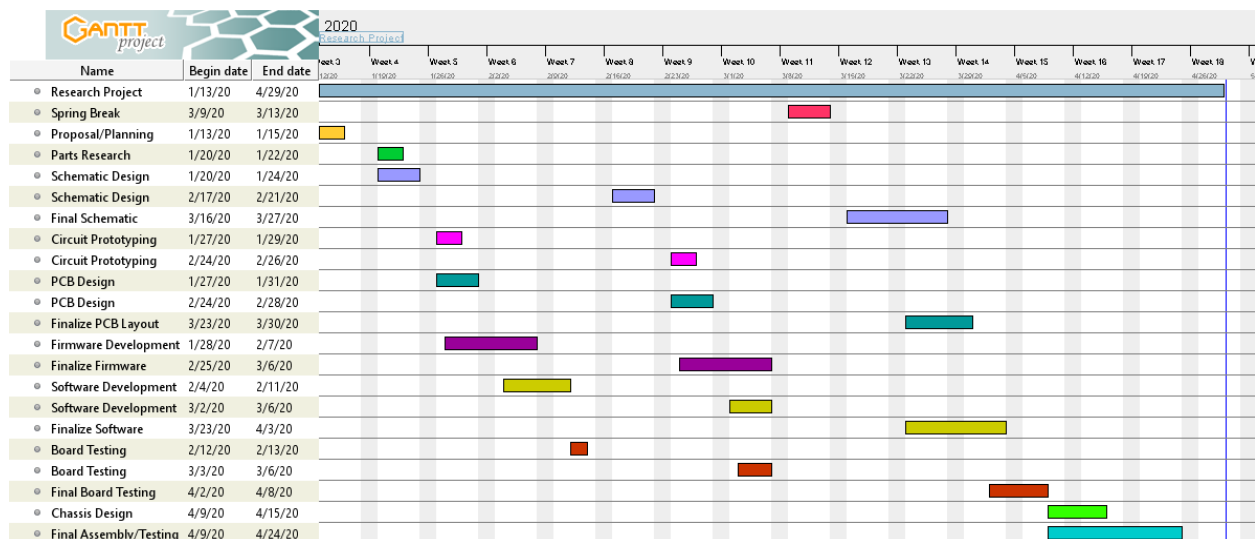 GANTT
project
2020
Research Project
Name Begin date End date
Week 4 Week 5 Week 6 Week 7 Week 8 Week 9 Week 10 Week 11 Week 12 Week 13 Week 14 Week 15 Week 16 Week 17 Week 18
1/19/20 1/26/20 2/2/20 2/9/20 2/16/20 2/23/20 3/1/20 3/8/20 3/15/20 3/22/20 3/29/20 4/5/20 4/12/20 4/19/20 4/26/20
Research Project 1/13/20 4/29/20
Spring Break 3/9/20 3/13/20
Proposal/Planning 1/13/20 1/15/20
Parts Research 1/20/20 1/22/20
Schematic Design 1/20/20 1/24/20
Schematic Design 2/17/20 2/21/20
Final Schematic 3/16/20 3/27/20
Circuit Prototyping 1/27/20 1/29/20
Circuit Prototyping 2/24/20 2/26/20
PCB Design 1/27/20 1/31/20
PCB Design 2/24/20 2/28/20
Finalize PCB Layout 3/23/20 3/30/20
Firmware Development 1/28/20 2/7/20
Finalize Firmware 2/25/20 3/6/20
Software Development 2/4/20 2/11/20
Software Development 3/2/20 3/6/20
Finalize Software 3/23/20 4/3/20
Board Testing 2/12/20 2/13/20
Board Testing 3/3/20 3/6/20
Final Board Testing 4/2/20 4/8/20
Chassis Design 4/9/20 4/15/20
Final Assembly/Testing 4/9/20 4/24/20